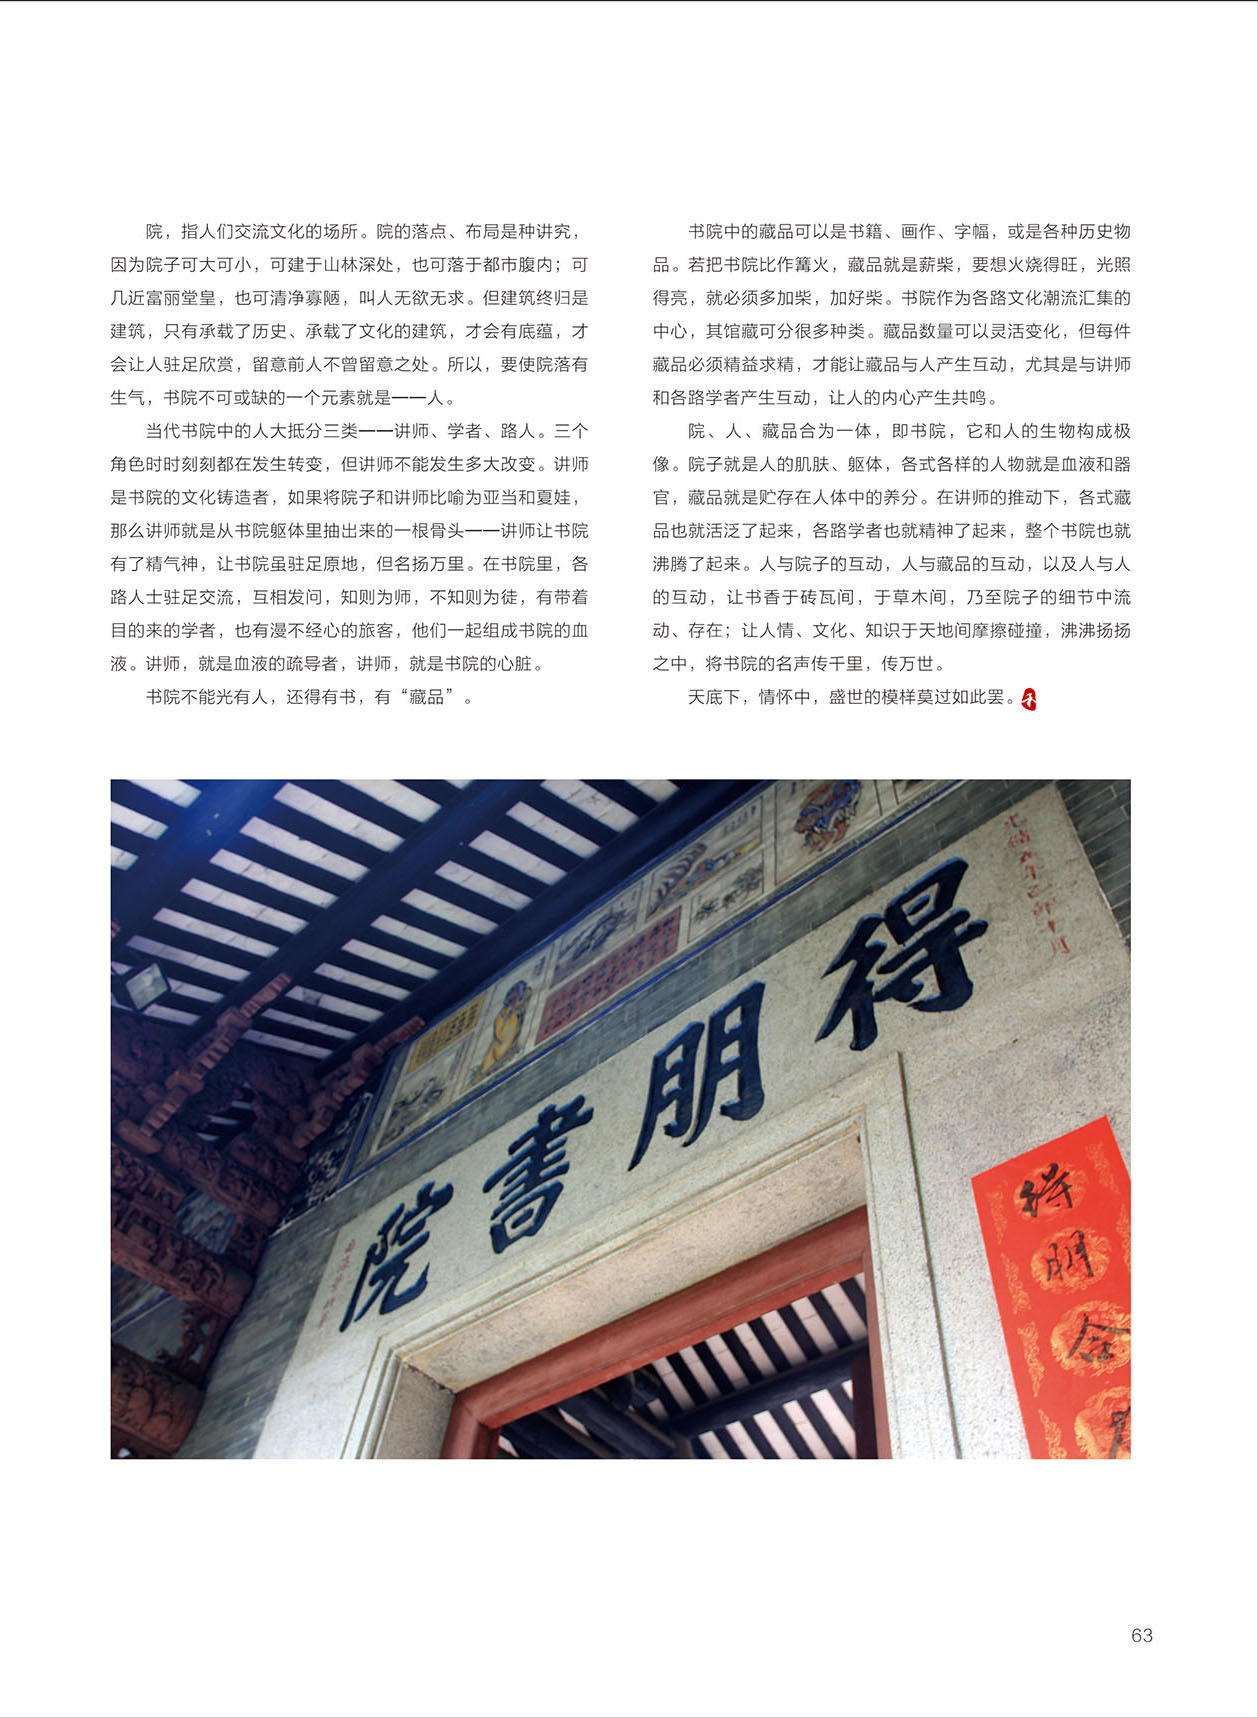 院，指人们交流文化的场所。院的落点、布局是种讲究，
因为院子可大可小，可建于山林深处，也可落于都市腹内；可
几近富丽堂皇，也可清净寡陋，叫人无欲无求。但建筑终归是
建筑，只有承载了历史、承载了文化的建筑，才会有底蕴，才
会让人驻足欣赏，留意前人不曾留意之处。所以，要使院落有
生气，书院不可或缺的一个元素就是——人。
当代书院中的人大抵分三类——讲师、学者、路人。三个
角色时时刻刻都在发生转变，但讲师不能发生多大改变。讲师
是书院的文化铸造者，如果将院子和讲师比喻为亚当和夏娃，
那么讲师就是从书院躯体里抽出来的一根骨头——讲师让书院
有了精气神，让书院虽驻足原地，但名扬万里。在书院里，各
路人士驻足交流，互相发问，知则为师，不知则为徒，有带着
目的来的学者，也有漫不经心的旅客，他们一起组成书院的血
液。讲师，就是血液的疏导者，讲师，就是书院的心脏。
书院不能光有人，还得有书，有“藏品”。
书院中的藏品可以是书籍、画作、字幅，或是各种历史物
品。若把书院比作篝火，藏品就是薪柴，要想火烧得旺，光照
得亮，就必须多加柴，加好柴。书院作为各路文化潮流汇集的
中心，其馆藏可分很多种类。藏品数量可以灵活变化，但每件
藏品必须精益求精，才能让藏品与人产生互动，尤其是与讲师
和各路学者产生互动，让人的内心产生共鸣。
院、人、藏品合为一体，即书院，它和人的生物构成极
像。院子就是人的肌肤、躯体，各式各样的人物就是血液和器
官，藏品就是贮存在人体中的养分。在讲师的推动下，各式藏
品也就活泛了起来，各路学者也就精神了起来，整个书院也就
沸腾了起来。人与院子的互动，人与藏品的互动，以及人与人
的互动，让书香于砖瓦间，于草木间，乃至院子的细节中流
动、存在；让人情、文化、知识于天地间摩擦碰撞，沸沸扬扬
之中，将书院的名声传千里，传万世。
天底下，情怀中，盛世的模样莫过如此罢。
光緒五年己卯十月
得朋書院
得朋合
63